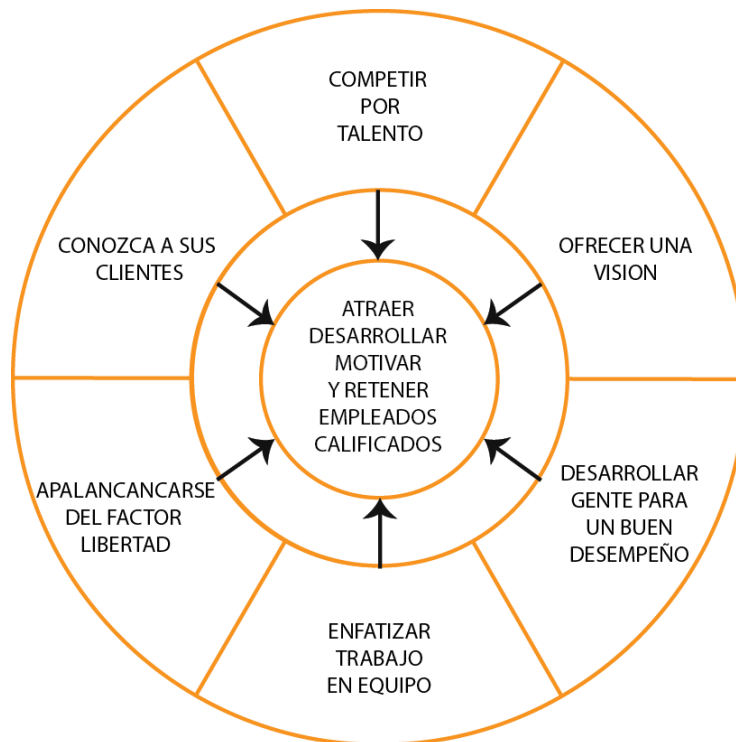 COMPETIR
POR
TALENTO
OFRECER UNA
VISION
DESARROLLAR
GENTE PARA
UN BUEN
DESEMPEÑO
ENFATIZAR
TRABAJO
EN EQUIPO
APALANCANCARSE
DEL FACTOR
LIBERTAD
CONOZCA A SUS
CLIENTES
ATRAER
DESARROLLAR
MOTIVAR
Y RETENER
EMPLEADOS
CALIFICADOS